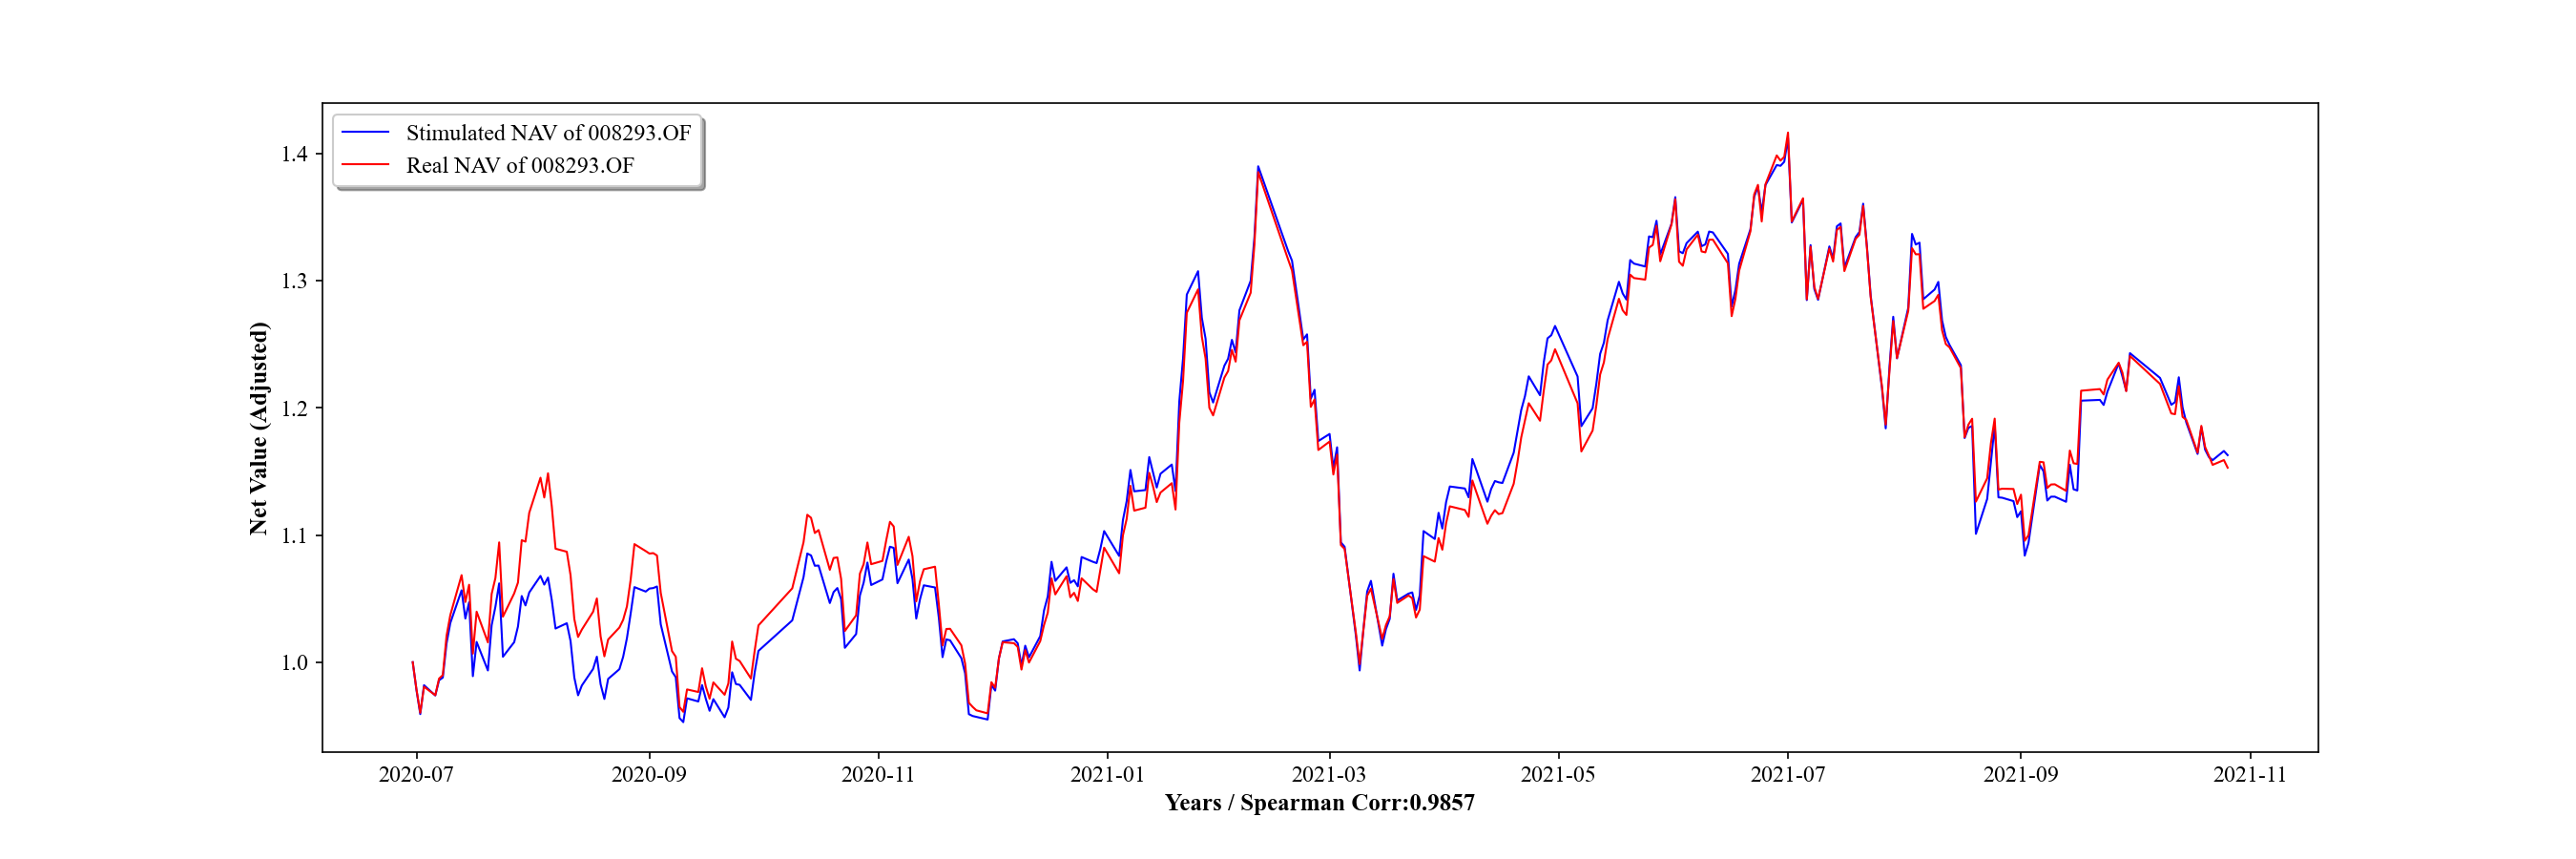 Stimulated NAV of 008293.OF
Real NAV of 008293.OF
1.4
1.3
1.2
1.1
1.0
Net Value (Adjusted)
2020-07 2020-09 2020-11 2021-01 2021-03 2021-05 2021-07 2021-09 2021-11
Years / Spearman Corr:0.9857